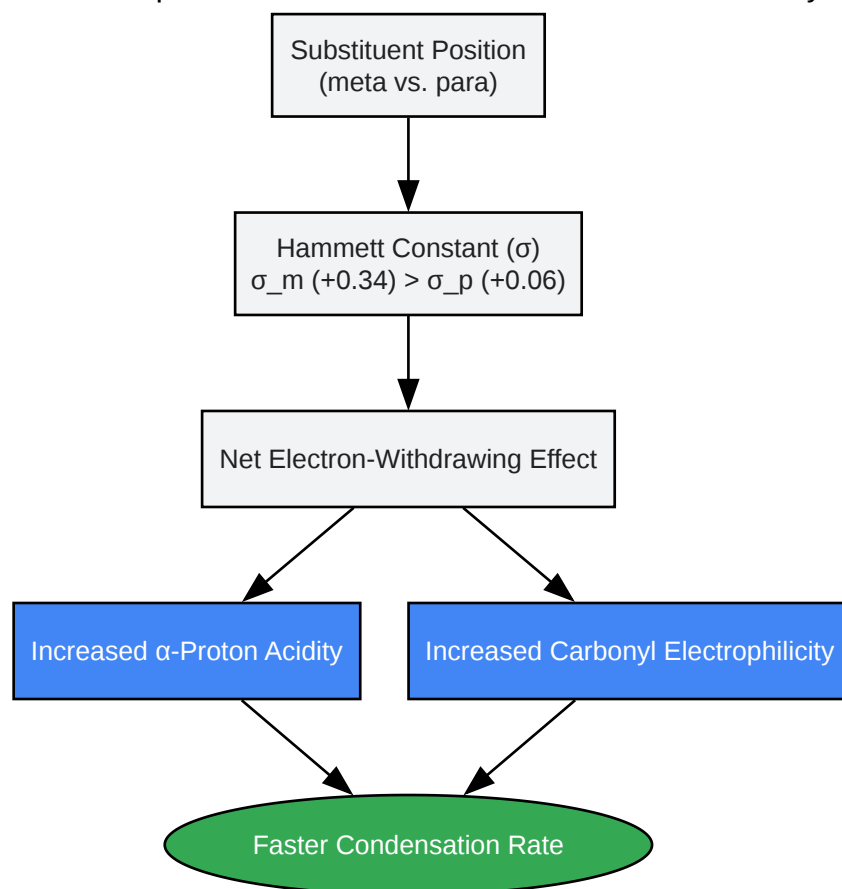 Substituent Position
(meta vs. para)
Hammett Constant (σ)
σ_m (+0.34) > σ_p (+0.06)
Net Electron-Withdrawing Effect
Increased α-Proton Acidity
Increased Carbonyl Electrophilicity
Faster Condensation Rate